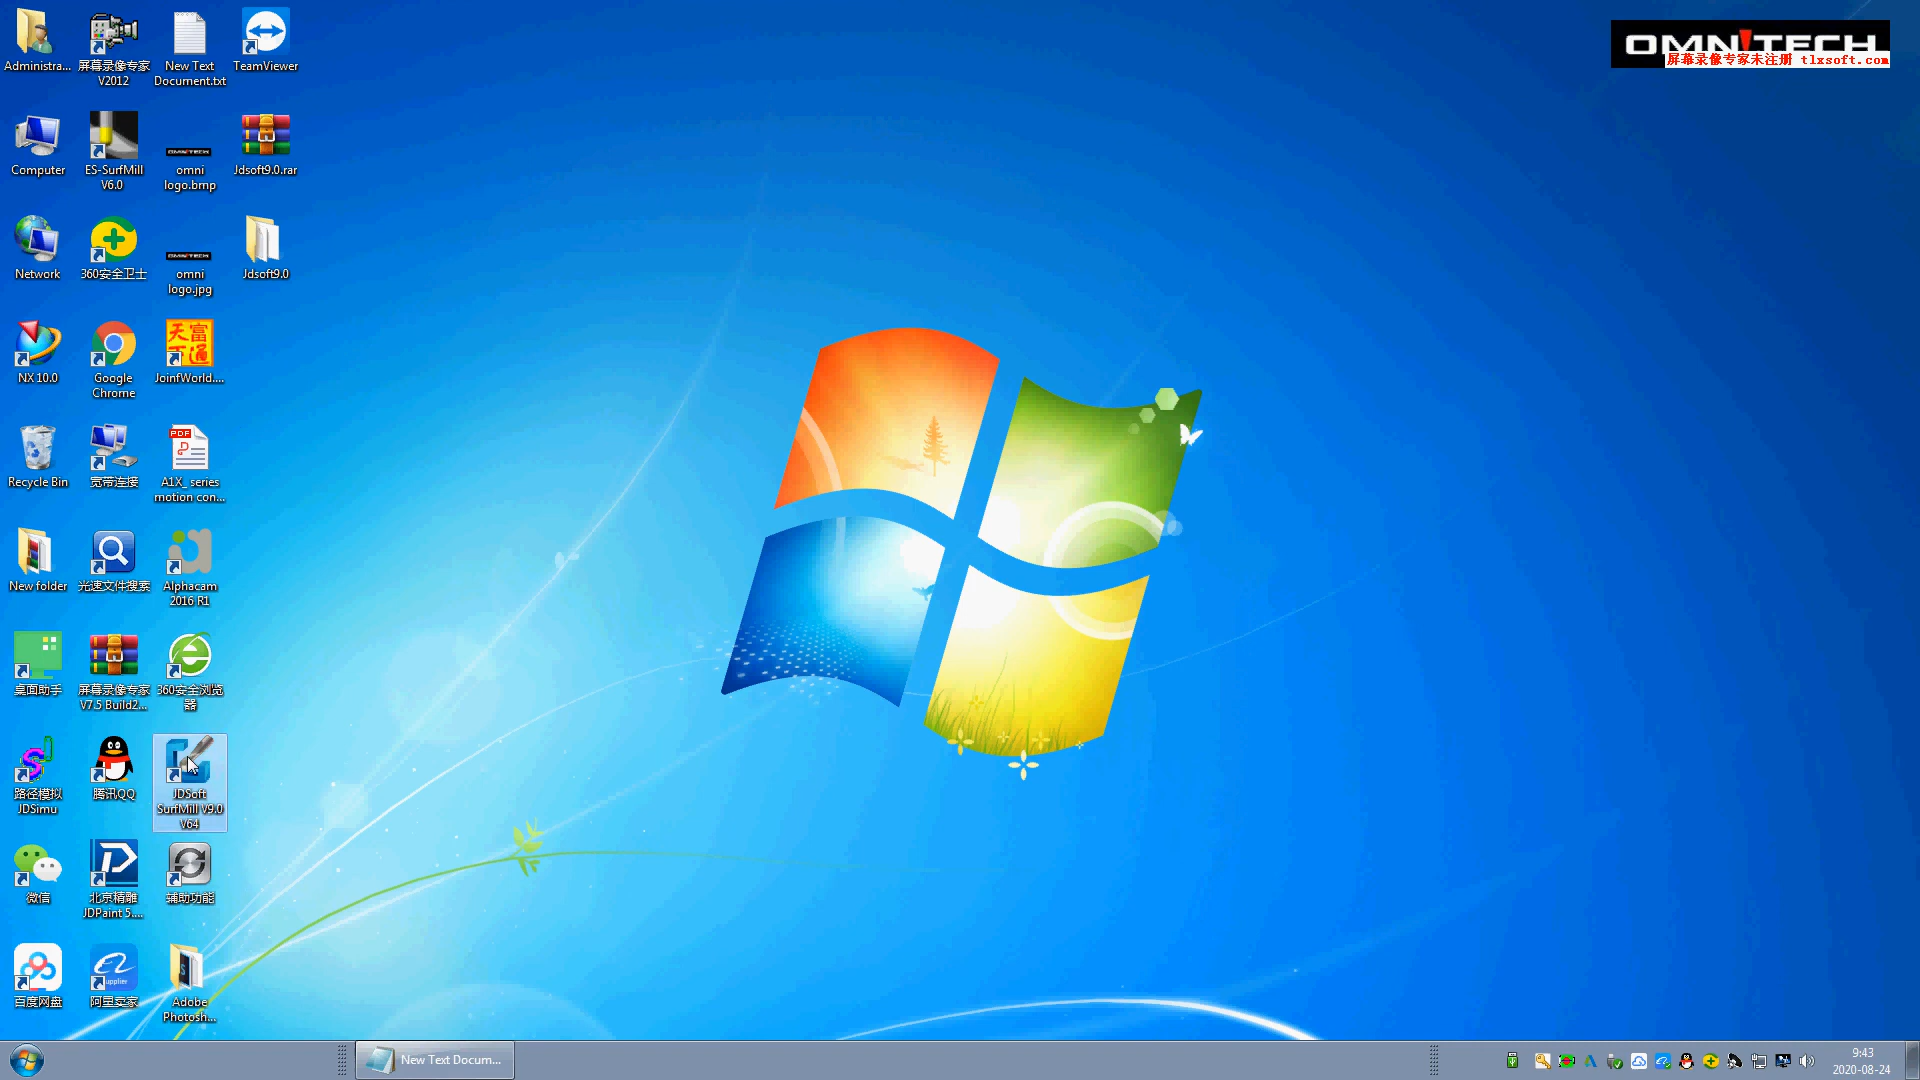 Administra...
屏幕录像专家
V2012
New Text
Document.txt
TeamViewer
OMNITECH
屏幕录像专家未注册 tlxsoft.com
Computer
ES-SurfMill
V6.0
omni
logo.bmp
Jdsoft9.0.rar
Network
360安全卫士
omni
logo.jpg
Jdsoft9.0
NX 10.0
Google
Chrome
天富
下通
JoinfWorld....
Recycle Bin
宽带连接
PDF
A1X_ series
motion con...
New folder
光速文件搜索
Alphacam
2016 R1
桌面助手
屏幕录像专家
V7.5 Build2...
360安全浏览
器
路径模拟
JDSimu
腾讯QQ
JDSoft
SurfMill V9.0
V64
微信
北京精雕
JDPaint 5....
辅助功能
百度网盘
阿里卖家
Adobe
Photosh...
New Text Docum...
9:43
2020-08-24